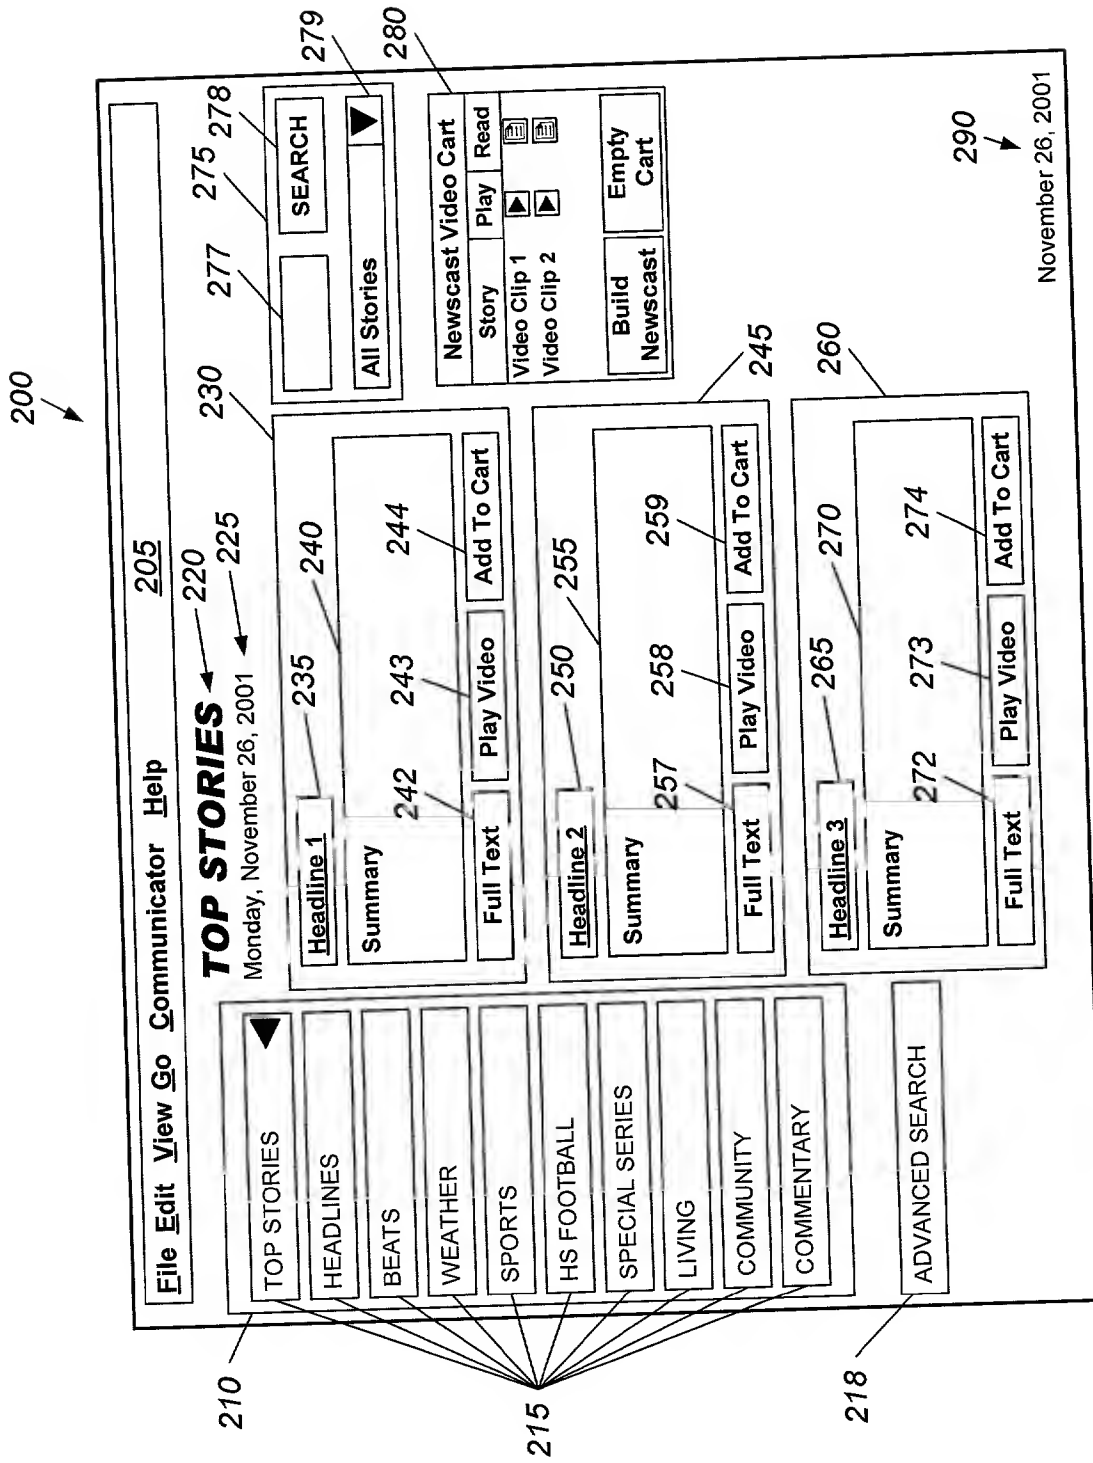 200
File Edit View Go Communicator Help
205
210
215
218
TOP STORIES
HEADLINES
BEATS
WEATHER
SPORTS
HS FOOTBALL
SPECIAL SERIES
LIVING
COMMUNITY
COMMENTARY
ADVANCED SEARCH
TOP STORIES
220
Monday, November 26, 2001
225
230
Headline 1
235
240
Summary
242
243
244
Full Text
Play Video
Add To Cart
245
Headline 2
250
255
Summary
257
258
259
Full Text
Play Video
Add To Cart
260
Headline 3
265
270
Summary
272
273
274
Full Text
Play Video
Add To Cart
275
277
278
279
SEARCH
All Stories
280
Newscast Video Cart
Story Play Read
Video Clip 1
Video Clip 2
Build
Newscast
Empty
Cart
290
November 26, 2001